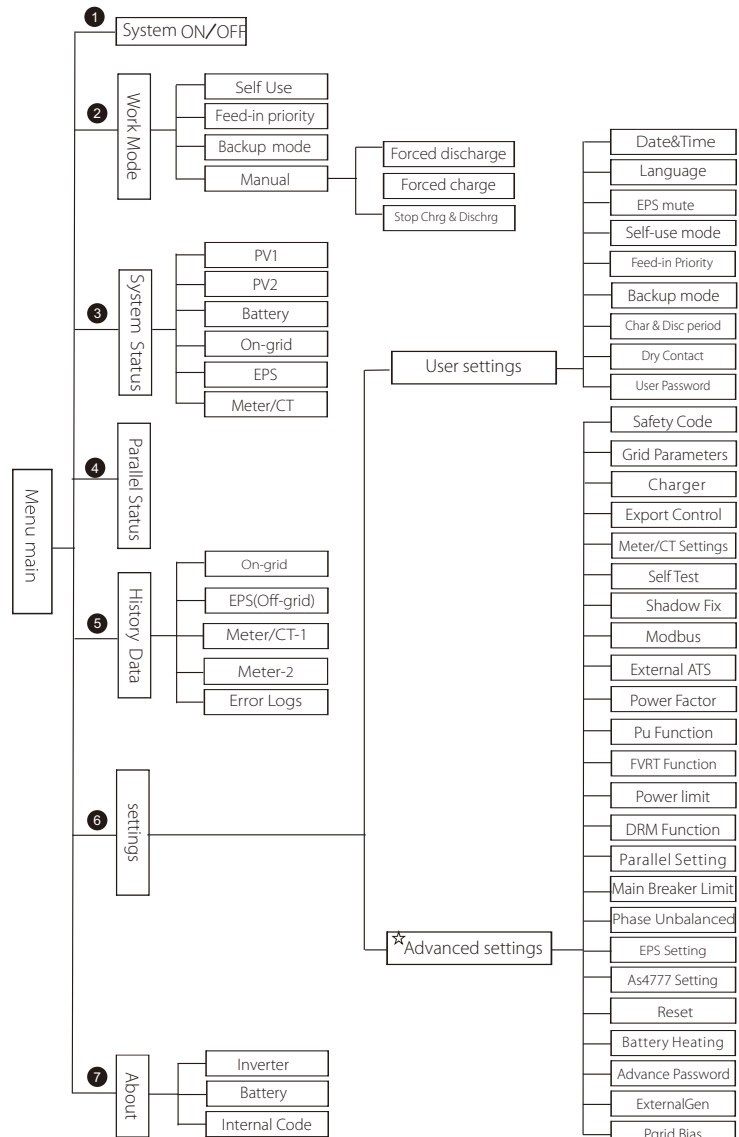 Menu main
1
System ON/OFF
2
Work Mode
Self Use
Feed-in priority
Backup mode
Manual
Forced discharge
Forced charge
Stop Chrg & Dischrg
3
System Status
PV1
PV2
Battery
On-grid
EPS
Meter/CT
4
Parallel Status
5
History Data
On-grid
EPS(Off-grid)
Meter/CT-1
Meter-2
Error Logs
6
settings
User settings
Date&Time
Language
EPS mute
Self-use mode
Feed-in Priority
Backup mode
Char & Disc period
Dry Contact
User Password
☆Advanced settings
Safety Code
Grid Parameters
Charger
Export Control
Meter/CT Settings
Self Test
Shadow Fix
Modbus
External ATS
Power Factor
Pu Function
FVRT Function
Power limit
DRM Function
Parallel Setting
Main Breaker Limit
Phase Unbalanced
EPS Setting
As4777 Setting
Reset
Battery Heating
Advance Password
ExternalGen
Pgrid Bias
7
About
Inverter
Battery
Internal Code